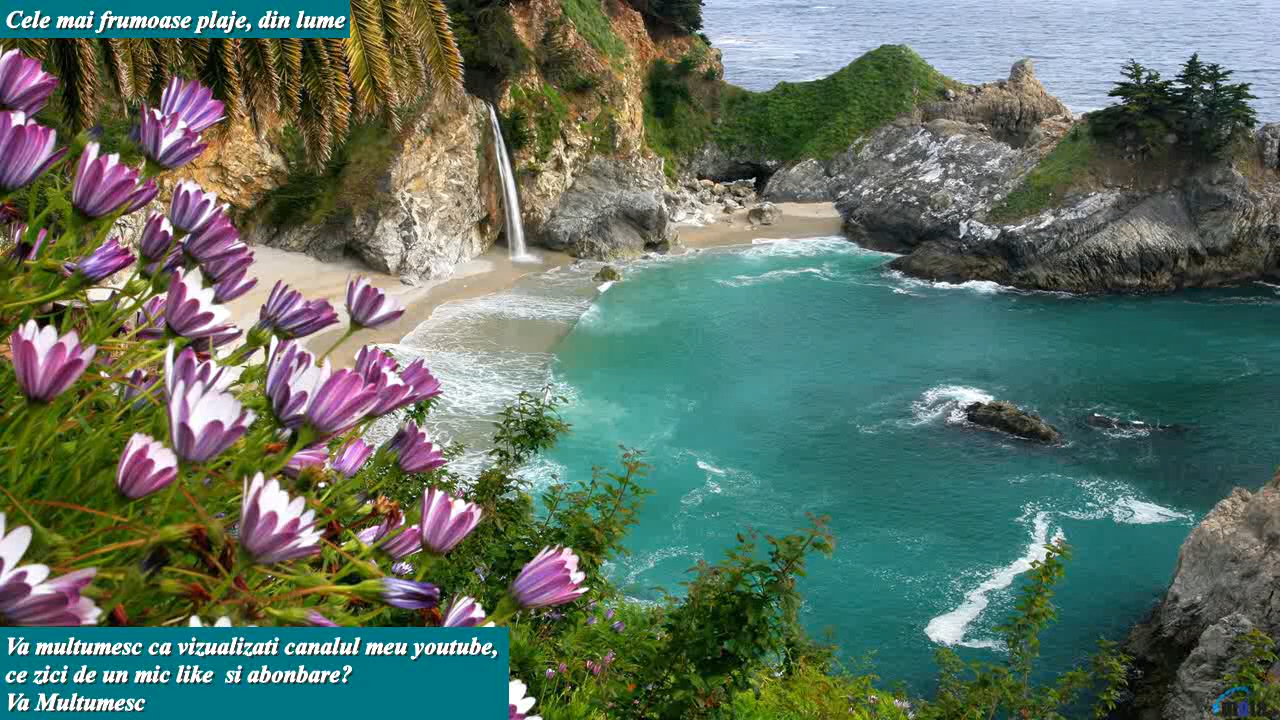 Cele mai frumoase plaje, din lume
Va multumesc ca vizualizati canalul meu youtube,
ce zici de un mic like  si abonbare?
Va Multumesc